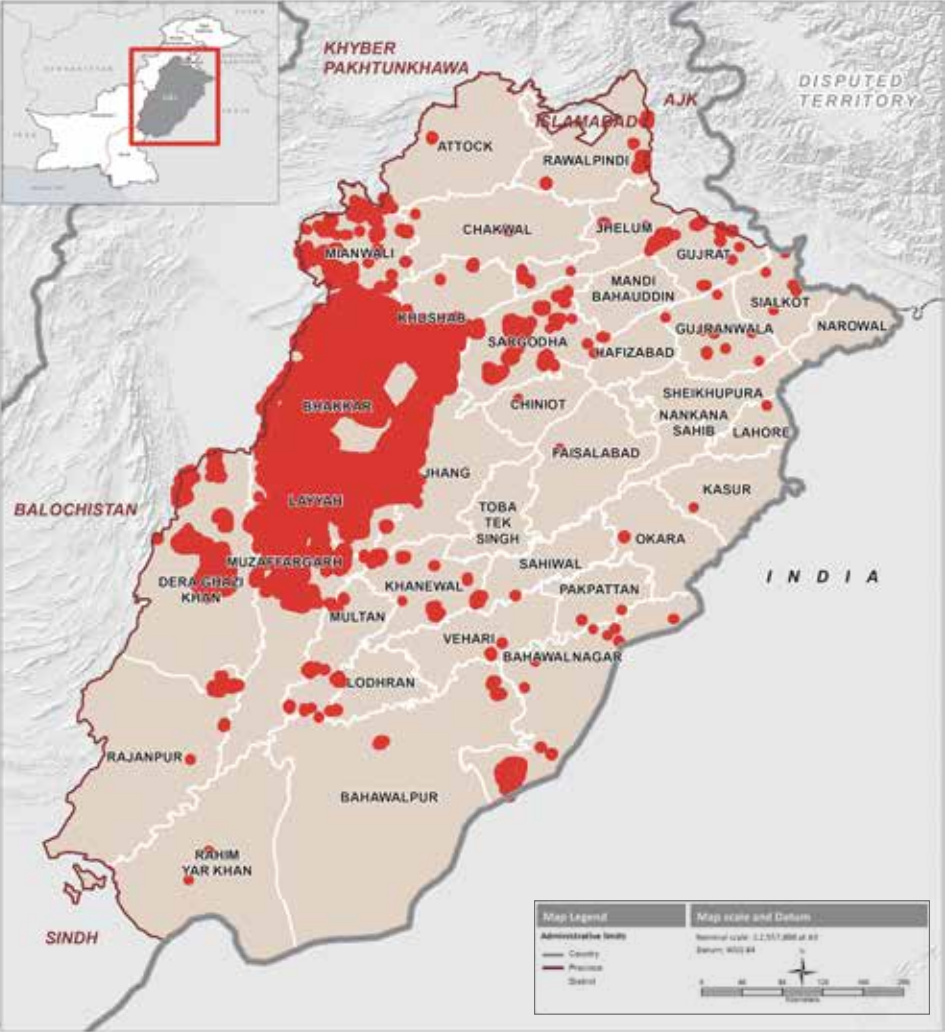 KHYBER
PAKHTUNKHAWA
DISPUTED
TERRITORY
AJK
ISLAMABAD
ATTOCK
RAWALPINDI
CHAKWAL
JHELUM
MIANWALI
GUJRAT
MANDI
BAHAUDDIN
SIALKOT
KHUSHAB
GUJRANWALA
NAROWAL
SARGODHA
HAFIZABAD
SHEIKHUPURA
BHAKKAR
CHINIOT
NANKANA
SAHIB
LAHORE
FAISALABAD
JHANG
KASUR
LAYYAH
BALOCHISTAN
TOBA
TEK
SINGH
OKARA
MUZAFFARGARH
SAHIWAL
DERA GHAZI
KHAN
KHANEWAL
PAKPATTAN
INDIA
MULTAN
VEHARI
BAHAWALNAGAR
LODHRAN
RAJANPUR
BAHAWALPUR
RAHIM
YAR KHAN
SINDH
Map Legend
Administrative limits
Country
Province
District
Map scale and Datum
Kilometers